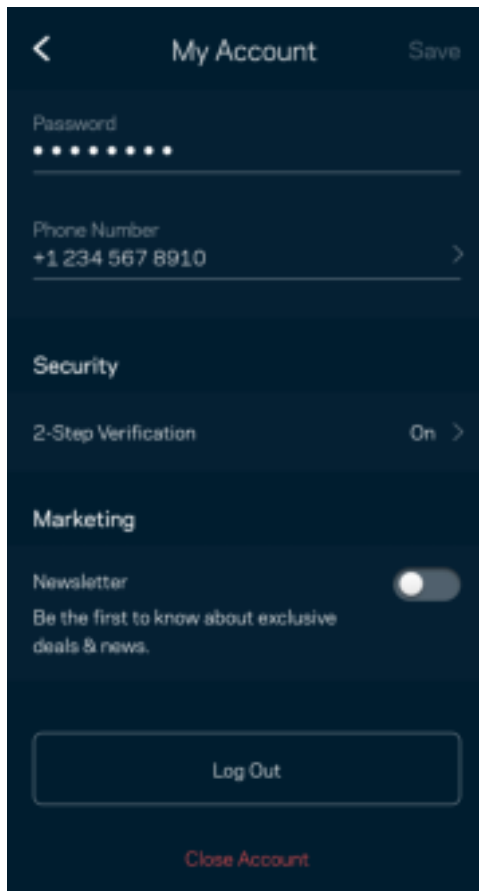 My Account Save
Password
Phone Number
+1 234 567 8910
Security
2-Step Verification On
Marketing
Newsletter
Be the first to know about exclusive
deals & news.
Log Out
Close Account